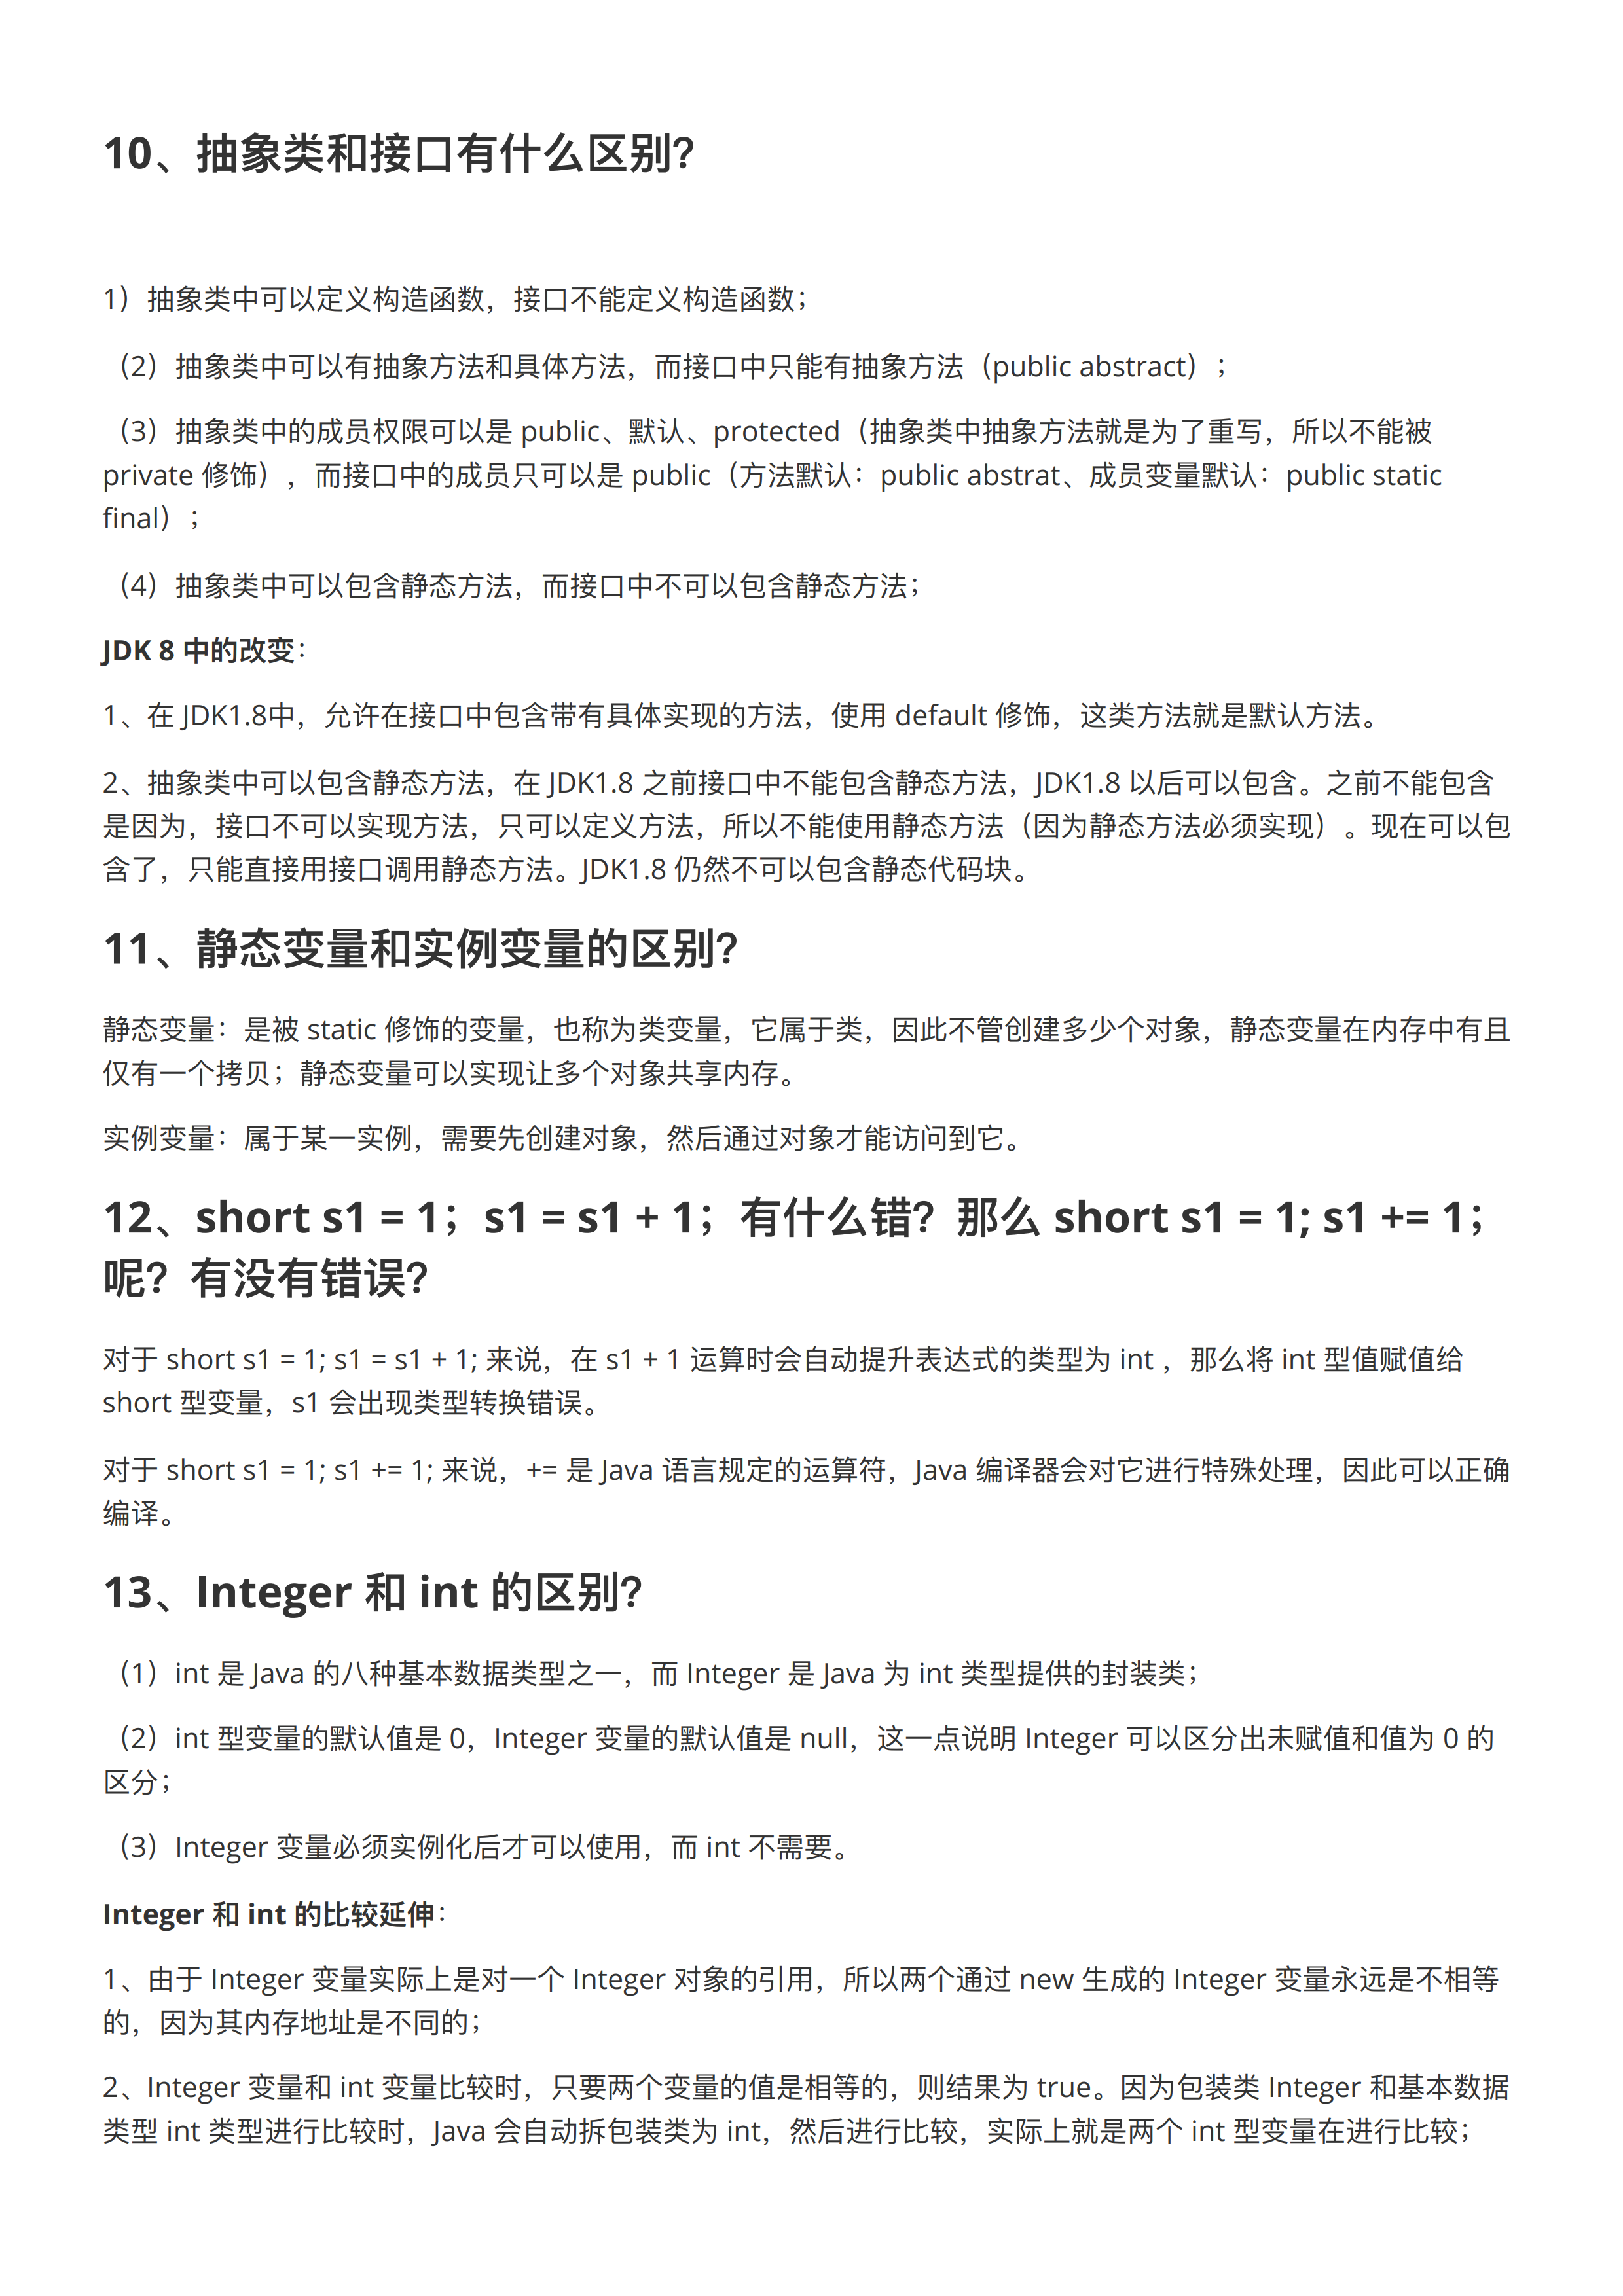 10、抽象类和接口有什么区别？
1）抽象类中可以定义构造函数，接口不能定义构造函数；
（2）抽象类中可以有抽象方法和具体方法，而接口中只能有抽象方法（public abstract）；
（3）抽象类中的成员权限可以是 public、默认、protected（抽象类中抽象方法就是为了重写，所以不能被
private 修饰），而接口中的成员只可以是 public（方法默认：public abstrat、成员变量默认：public static
final）；
（4）抽象类中可以包含静态方法，而接口中不可以包含静态方法；
JDK 8 中的改变：
1、在 JDK1.8中，允许在接口中包含带有具体实现的方法，使用 default 修饰，这类方法就是默认方法。
2、抽象类中可以包含静态方法，在 JDK1.8 之前接口中不能包含静态方法，JDK1.8 以后可以包含。之前不能包含
是因为，接口不可以实现方法，只可以定义方法，所以不能使用静态方法（因为静态方法必须实现）。现在可以包
含了，只能直接用接口调用静态方法。JDK1.8 仍然不可以包含静态代码块。
11、静态变量和实例变量的区别？
静态变量：是被 static 修饰的变量，也称为类变量，它属于类，因此不管创建多少个对象，静态变量在内存中有且
仅有一个拷贝；静态变量可以实现让多个对象共享内存。
实例变量：属于某一实例，需要先创建对象，然后通过对象才能访问到它。
12、short s1 = 1；s1 = s1 + 1；有什么错？那么 short s1 = 1; s1 += 1；
呢？有没有错误？
对于 short s1 = 1; s1 = s1 + 1; 来说，在 s1 + 1 运算时会自动提升表达式的类型为 int ，那么将 int 型值赋值给
short 型变量，s1 会出现类型转换错误。
对于 short s1 = 1; s1 += 1; 来说，+= 是 Java 语言规定的运算符，Java 编译器会对它进行特殊处理，因此可以正确
编译。
13、Integer 和 int 的区别？
（1）int 是 Java 的八种基本数据类型之一，而 Integer 是 Java 为 int 类型提供的封装类；
（2）int 型变量的默认值是 0，Integer 变量的默认值是 null，这一点说明 Integer 可以区分出未赋值和值为 0 的
区分；
（3）Integer 变量必须实例化后才可以使用，而 int 不需要。
Integer 和 int 的比较延伸：
1、由于 Integer 变量实际上是对一个 Integer 对象的引用，所以两个通过 new 生成的 Integer 变量永远是不相等
的，因为其内存地址是不同的；
2、Integer 变量和 int 变量比较时，只要两个变量的值是相等的，则结果为 true。因为包装类 Integer 和基本数据
类型 int 类型进行比较时，Java 会自动拆包装类为 int，然后进行比较，实际上就是两个 int 型变量在进行比较；